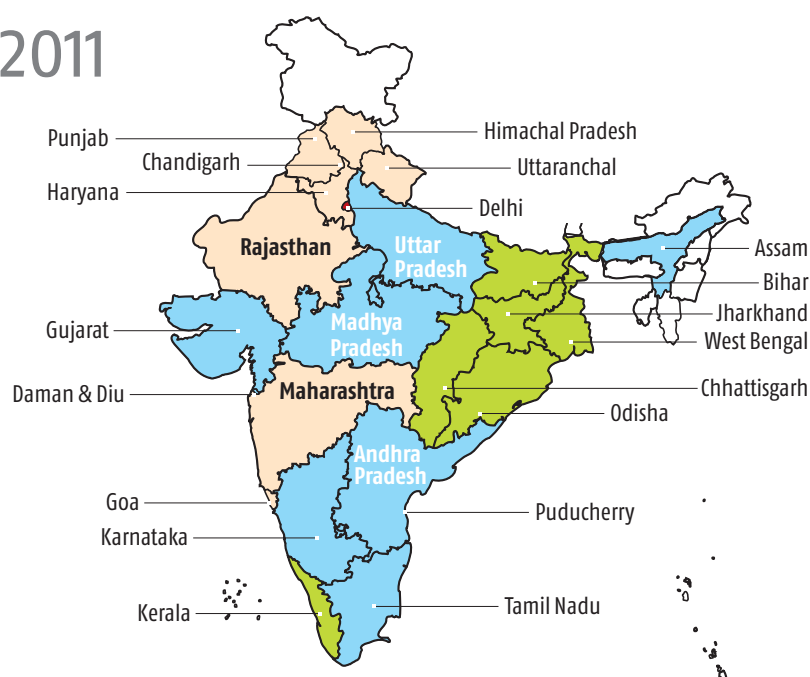 2011
Punjab
Himachal Pradesh
Chandigarh
Uttaranchal
Haryana
Delhi
Rajasthan
Uttar
Pradesh
Assam
Bihar
Jharkhand
Gujarat
Madhya
Pradesh
West Bengal
Daman & Diu
Maharashtra
Chhattisgarh
Odisha
Andhra
Pradesh
Goa
Puducherry
Karnataka
Kerala
Tamil Nadu